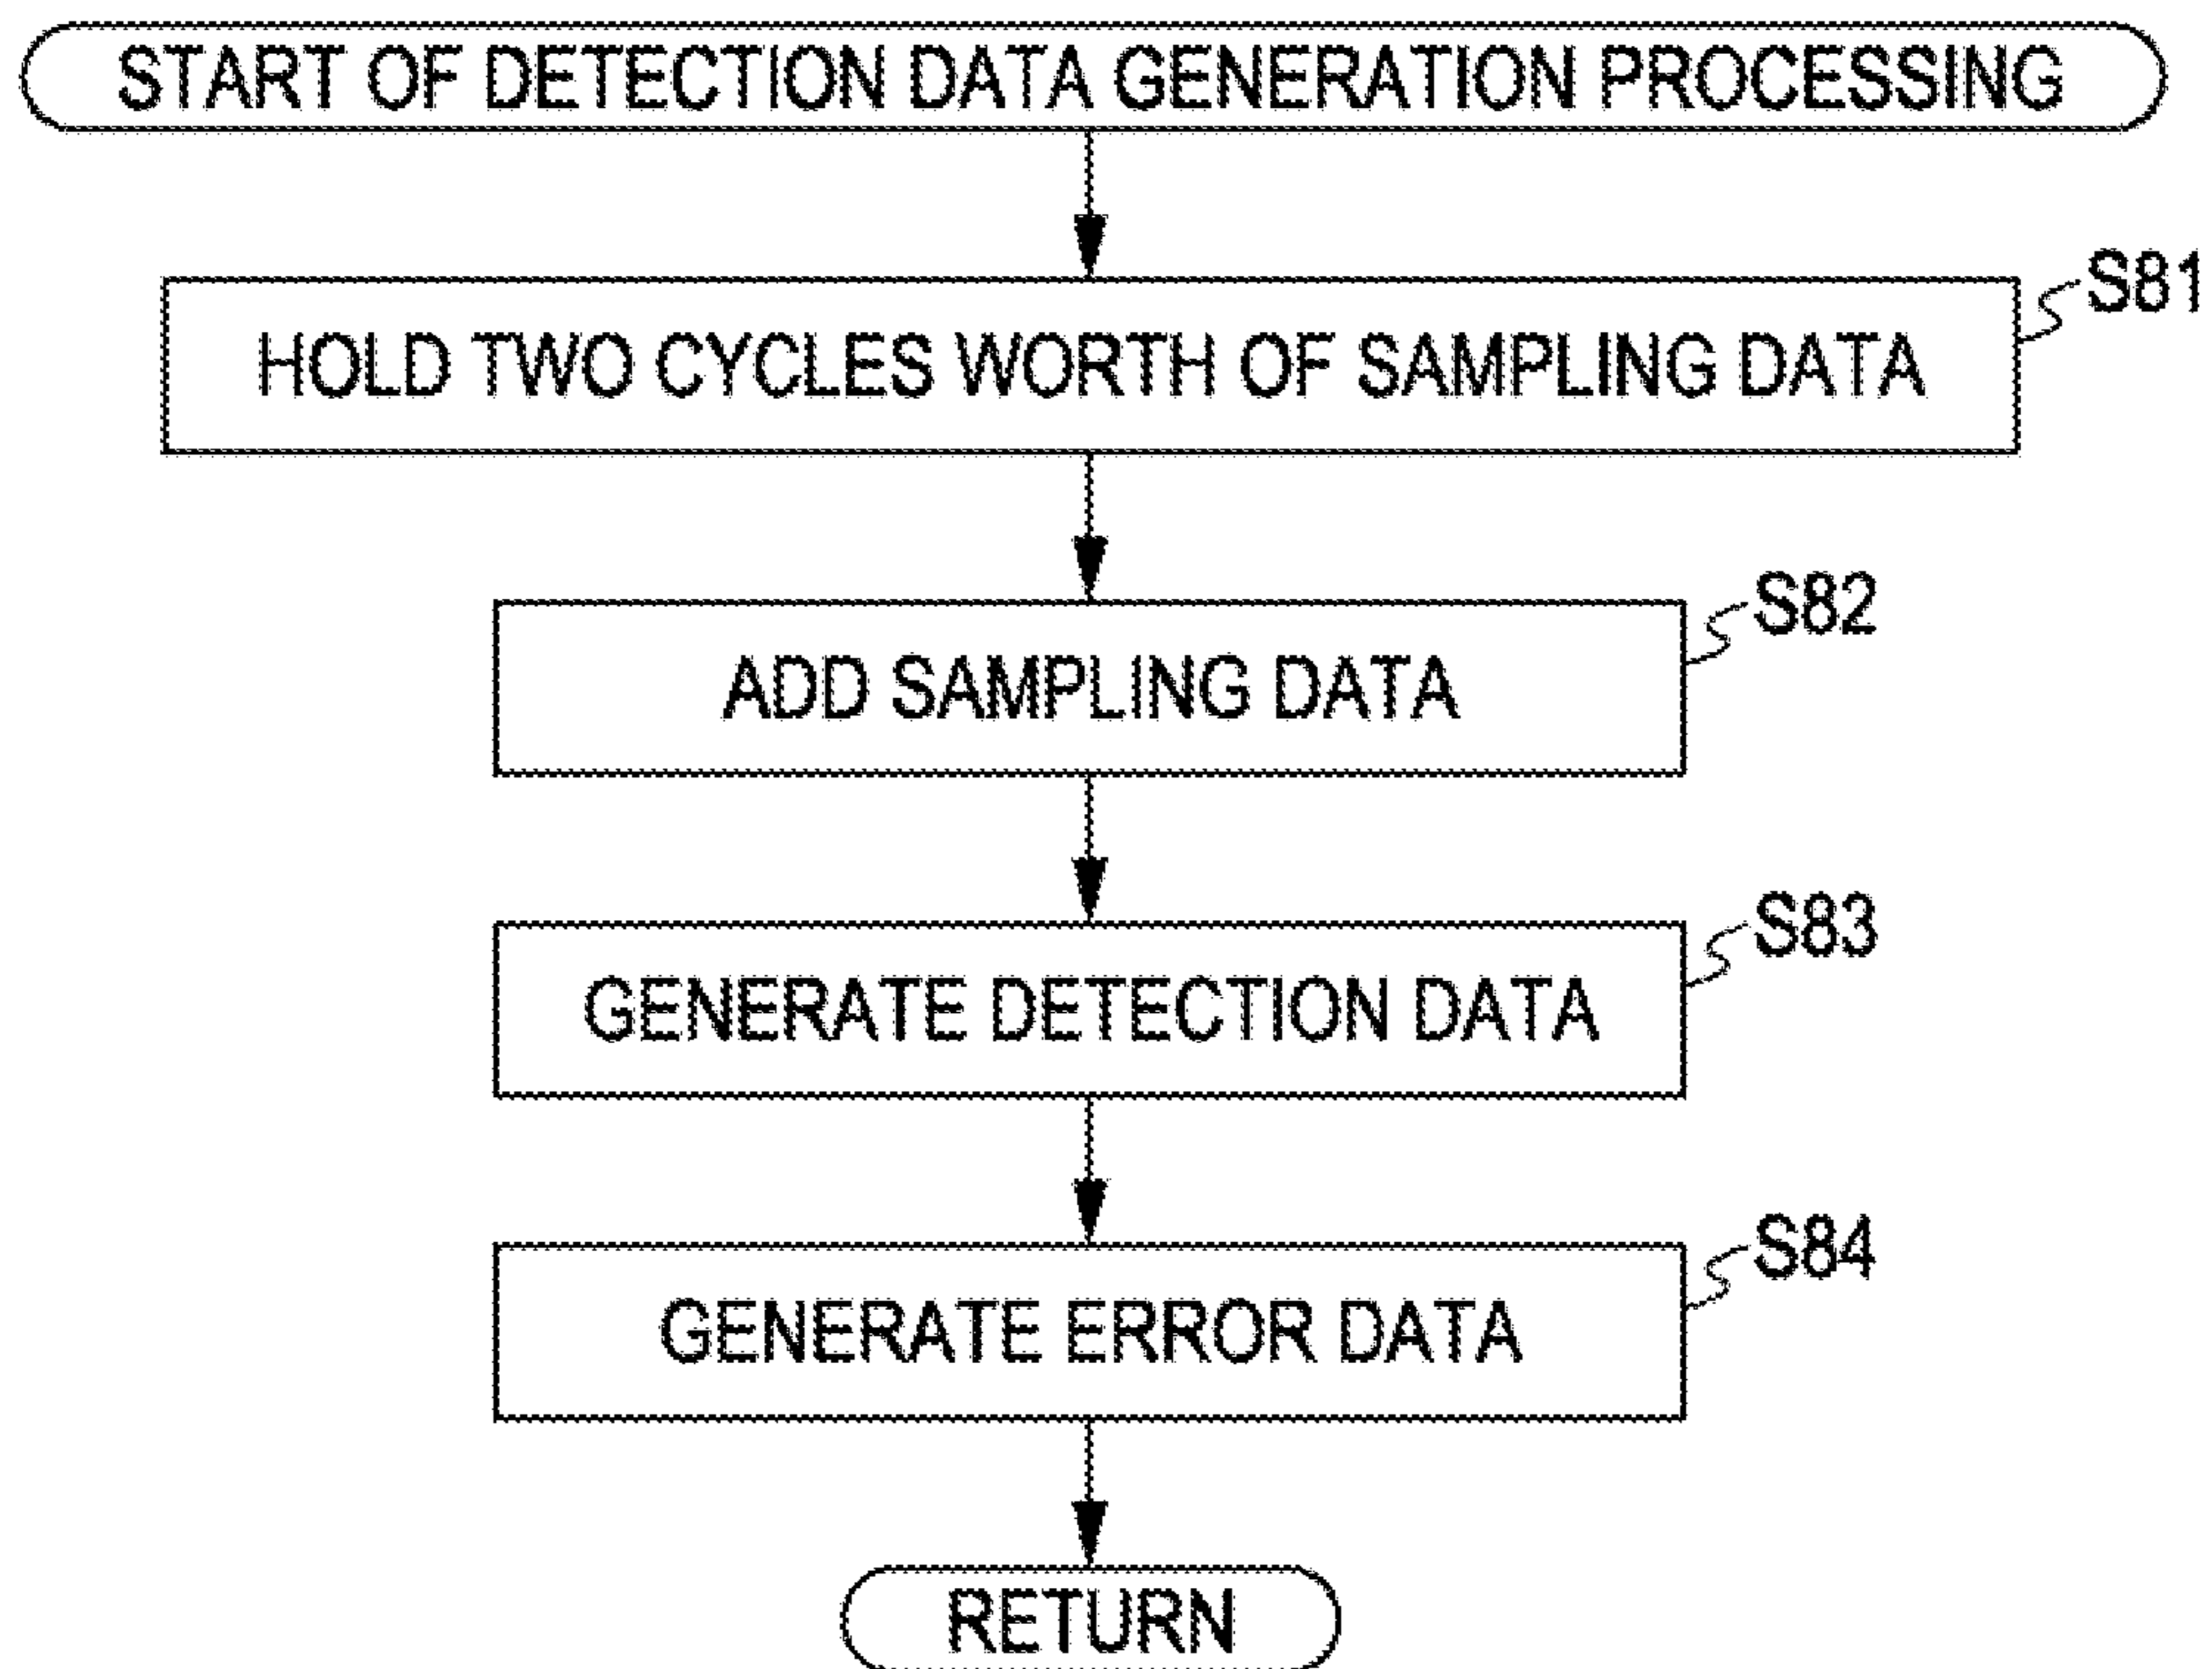 START OF DETECTION DATA GENERATION PROCESSING
S81
HOLD TWO CYCLES WORTH OF SAMPLING DATA
S82
ADD SAMPLING DATA
S83
GENERATE DETECTION DATA
S84
GENERATE ERROR DATA
RETURN